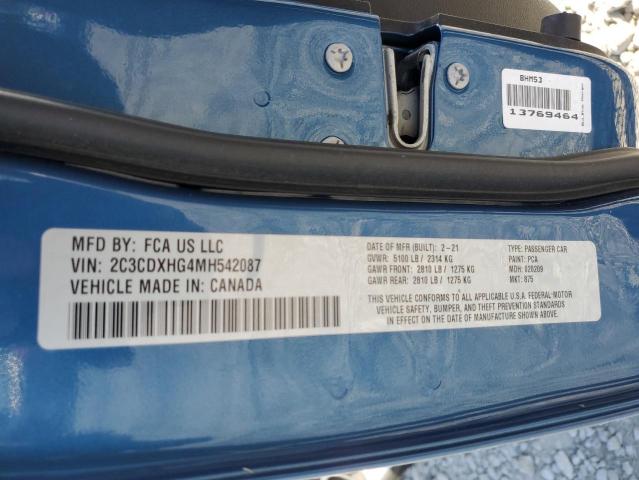 BHM53
13769464
MFD BY: FCA US LLC
VIN: 2C3CDXHG4MH542087
VEHICLE MADE IN: CANADA
DATE OF MFR (BUILT): 2-21
GVWR: 5100 LB / 2314 KG
GAWR FRONT: 2810 LB / 1275 KG
GAWR REAR: 2810 LB / 1275 KG
TYPE: PASSENGER CAR
PAINT: PCA
MDH: 020209
MKT: 875
THIS VEHICLE CONFORMS TO ALL APPLICABLE U.S.A. FEDERAL-MOTOR
VEHICLE SAFETY, BUMPER, AND THEFT PREVENTION STANDARDS
IN EFFECT ON THE DATE OF MANUFACTURE SHOWN ABOVE.